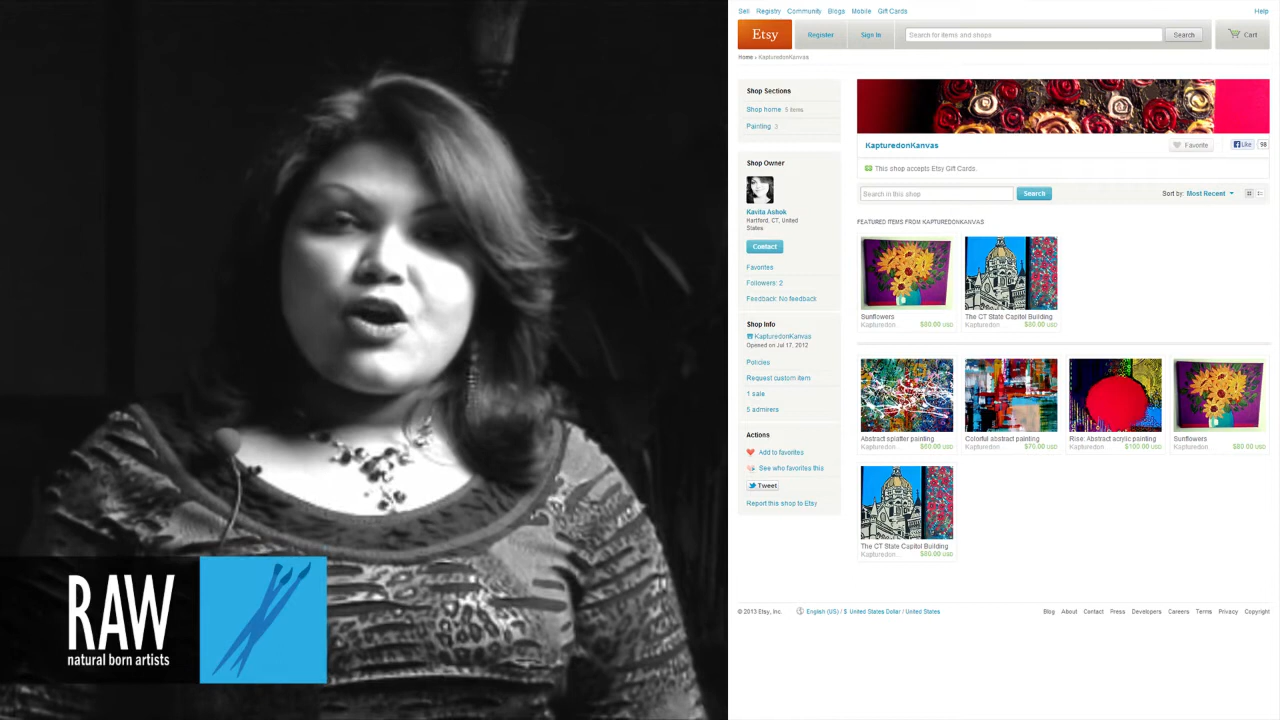 RAW
natural born artists
Sell Registry Community Blogs Mobile Gift Cards Help
Etsy Register Sign In Search for items and shops Search Cart
Home › KapturedonKanvas
Shop Sections
Shop home 5 items
Painting 2
Shop Owner
Kavita Ashok
Hartford, CT, United
States
Contact
Favorites
Followers: 2
Feedback: No feedback
Shop Info
KapturedonKanvas
Opened on Jul 17, 2012
Policies
Request custom item
1 sale
5 admirers
Actions
Add to favorites
See who favorites this
Tweet
Report this shop to Etsy
KapturedonKanvas Favorite Like 98
This shop accepts Etsy Gift Cards.
Search in this shop Search Sort by: Most Recent
FEATURED ITEMS FROM KAPTUREDONKANVAS
Sunflowers The CT State Capitol Building
Kapturedon... $80.00 USD Kapturedon... $80.00 USD
Abstract splatter painting Colorful abstract painting Rise: Abstract acrylic painting Sunflowers
Kapturedon... $60.00 USD Kapturedon... $70.00 USD Kapturedon... $100.00 USD Kapturedon... $80.00 USD
The CT State Capitol Building
Kapturedon... $80.00 USD
© 2013 Etsy, Inc. English (US) / $ United States Dollar / United States Blog About Contact Press Developers Careers Terms Privacy Copyright